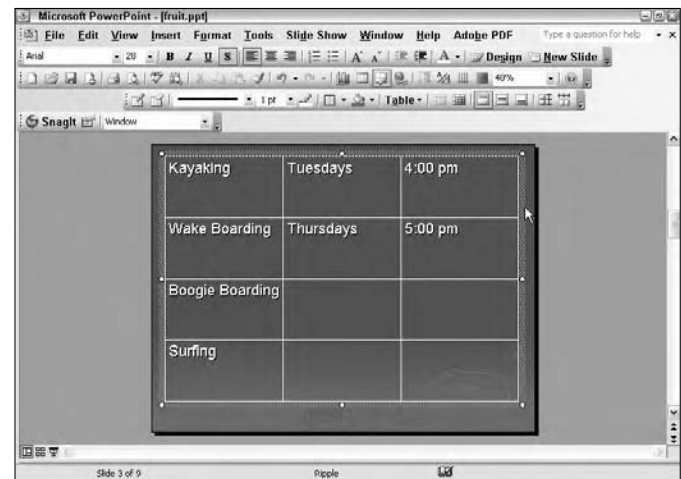 Microsoft PowerPoint - [fruit.ppt]
File Edit View Insert Format Tools Slide Show Window Help Adobe PDF Type a question for help
Arial 28 B I U S A A A Design New Slide
48%
1 pt Table
SnagIt Window
Kayaking Tuesdays 4:00 pm
Wake Boarding Thursdays 5:00 pm
Boogie Boarding
Surfing
Slide 3 of 9 Ripple